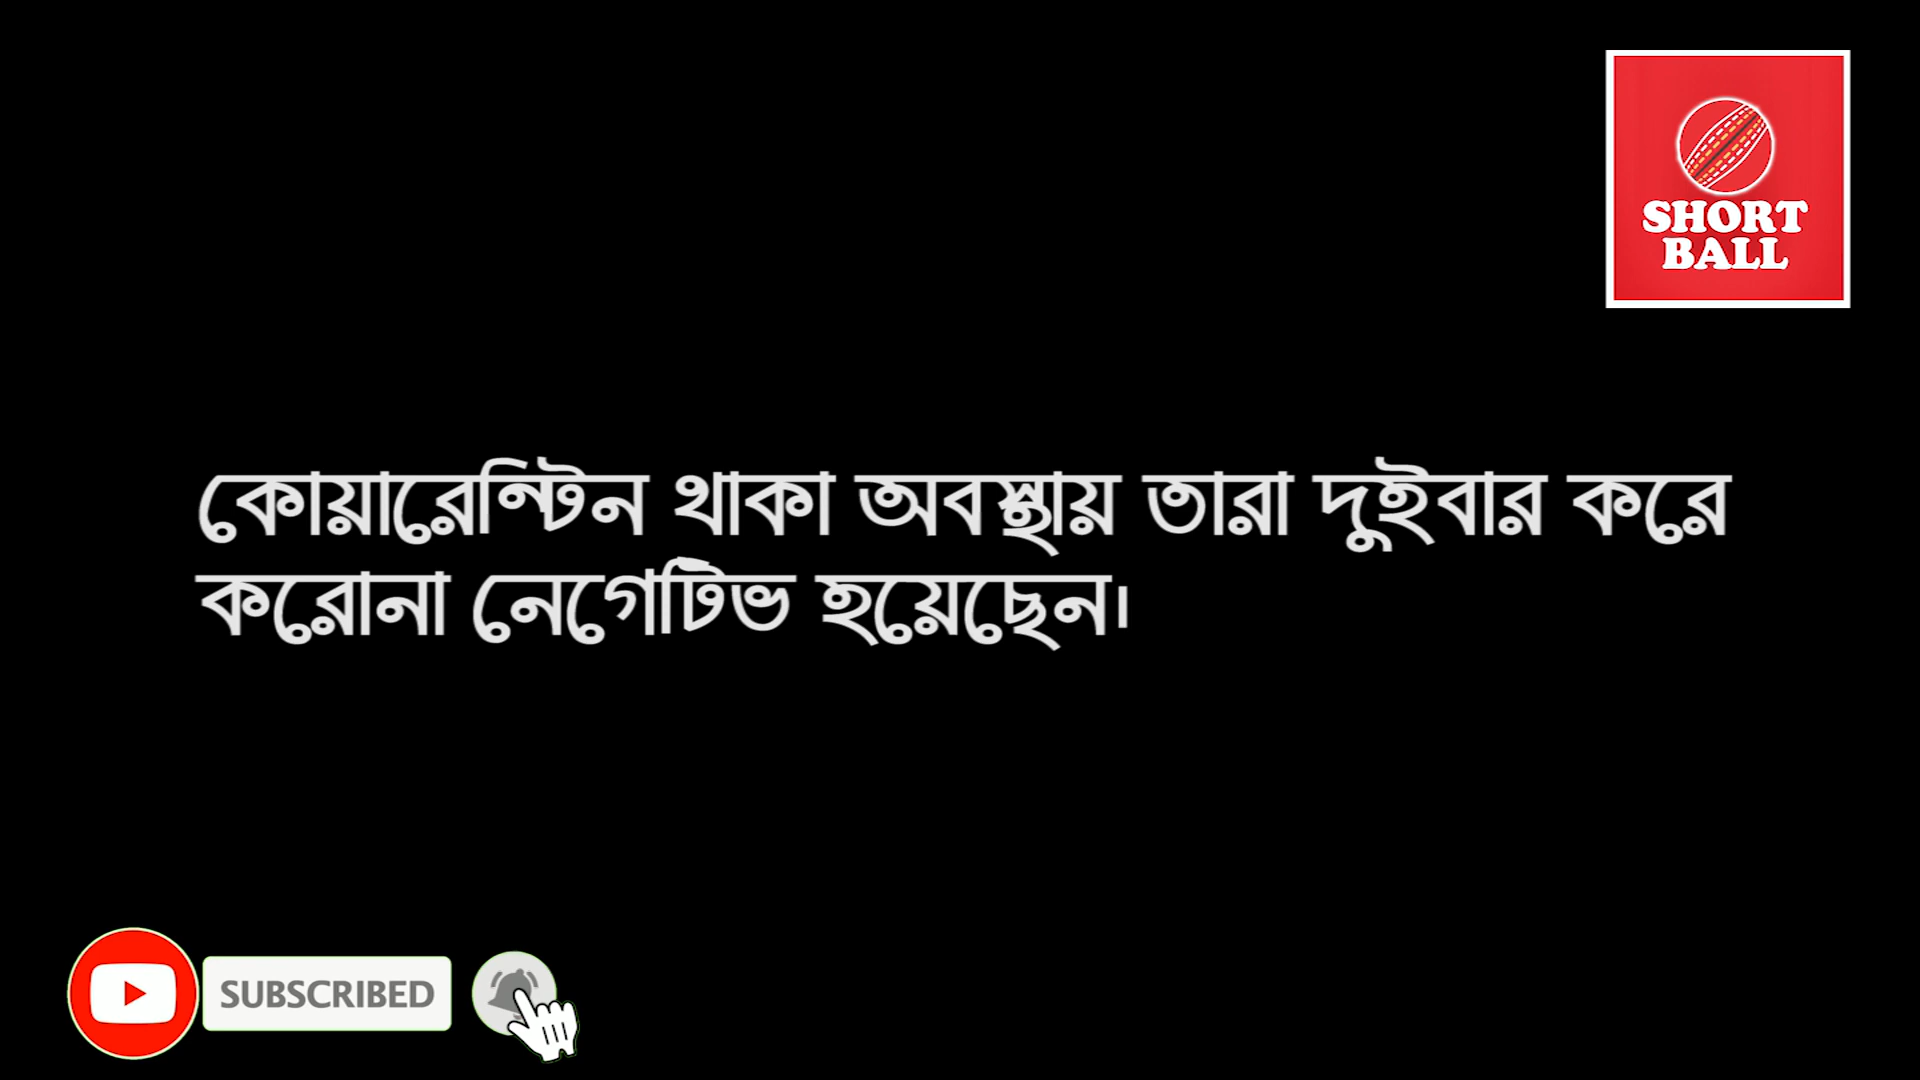 SHORT
BALL
কোয়ারেন্টিন থাকা অবস্থায় তারা দুইবার করে
করোনা নেগেটিভ হয়েছেন।
SUBSCRIBED